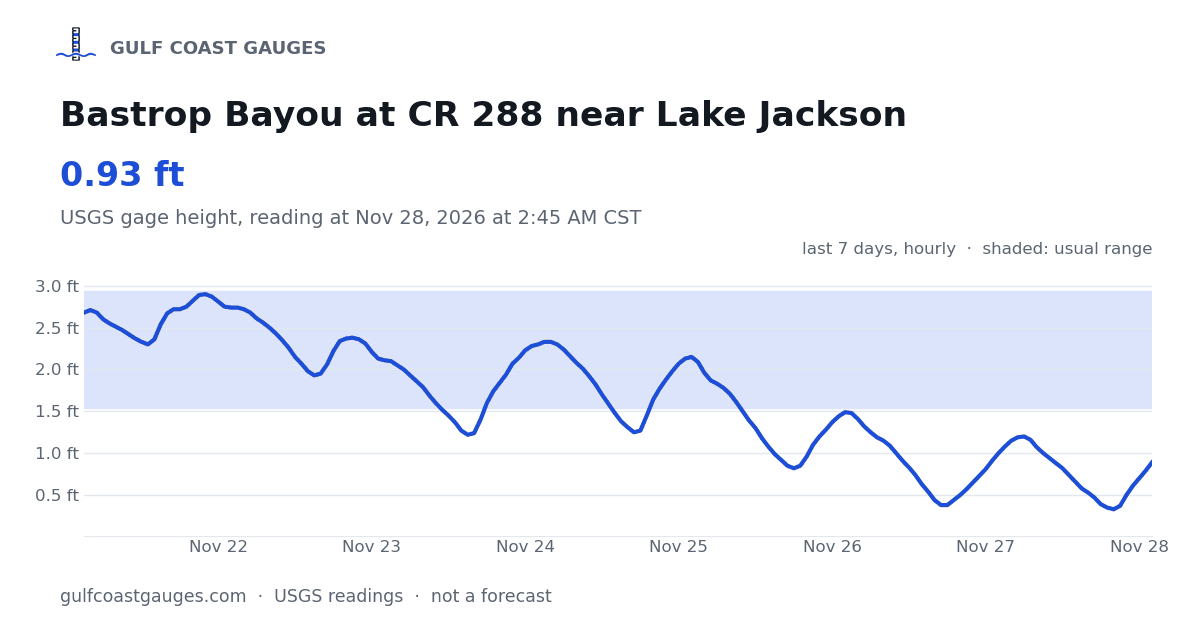 GULF COAST GAUGES
Bastrop Bayou at CR 288 near Lake Jackson
0.93 ft
USGS gage height, reading at Nov 28, 2026 at 2:45 AM CST
last 7 days, hourly · shaded: usual range
3.0 ft
2.5 ft
2.0 ft
1.5 ft
1.0 ft
0.5 ft
Nov 22 Nov 23 Nov 24 Nov 25 Nov 26 Nov 27 Nov 28
gulfcoastgauges.com · USGS readings · not a forecast